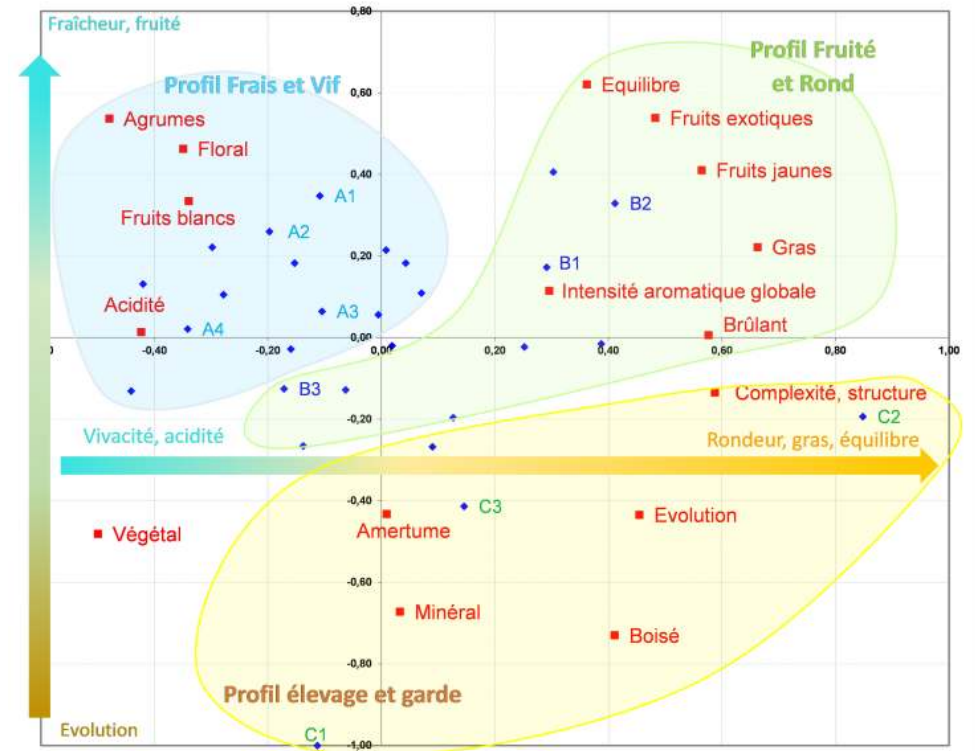 0,80
Fraîcheur, fruité
Profil Fruité
et Rond
Profil Frais et Vif
0,60
Equilibre
Agrumes
Fruits exotiques
Floral
Fruits jaunes
0,40
A1
Fruits blancs
B2
A2
0,20
Gras
B1
Intensité aromatique globale
Acidité
A3
A4
Brûlant
0,00
0
-0,40
-0,20
0,00
0,20
0,40
0,60
0,80
1,00
B3
Complexité, structure
-0,20
C2
Vivacité, acidité
Rondeur, gras, équilibre
-0,40
C3
Végétal
Amertume
Evolution
-0,60
Minéral
Boisé
-0,80
Profil élevage et garde
Evolution
C1
-1,00